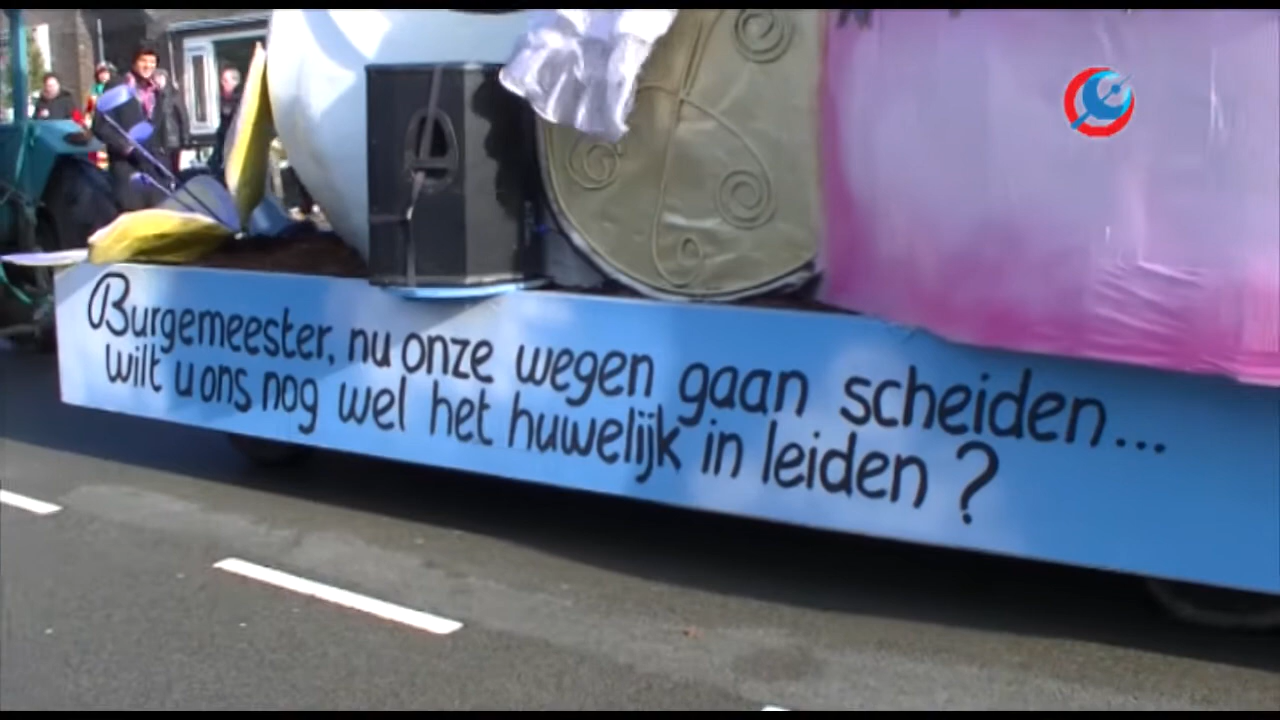 Burgemeester, nu onze wegen gaan scheiden...
wilt u ons nog wel het huwelijk in leiden?